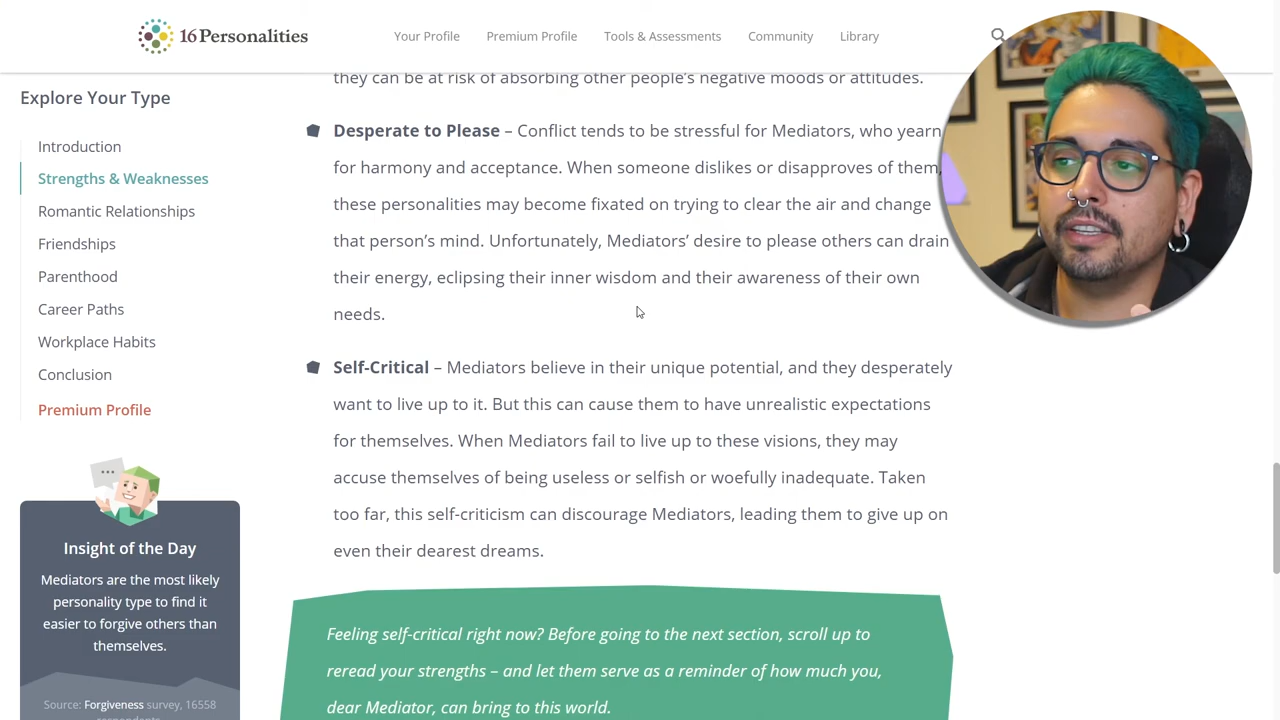 16Personalities
Your Profile
Premium Profile
Tools & Assessments
Community
Library
Explore Your Type
Introduction
Strengths & Weaknesses
Romantic Relationships
Friendships
Parenthood
Career Paths
Workplace Habits
Conclusion
Premium Profile
Insight of the Day
Mediators are the most likely
personality type to find it
easier to forgive others than
themselves.
Source: Forgiveness survey, 16558
respondents
they can be at risk of absorbing other people's negative moods or attitudes.
Desperate to Please – Conflict tends to be stressful for Mediators, who yearn
for harmony and acceptance. When someone dislikes or disapproves of them,
these personalities may become fixated on trying to clear the air and change
that person's mind. Unfortunately, Mediators' desire to please others can drain
their energy, eclipsing their inner wisdom and their awareness of their own
needs.
Self-Critical – Mediators believe in their unique potential, and they desperately
want to live up to it. But this can cause them to have unrealistic expectations
for themselves. When Mediators fail to live up to these visions, they may
accuse themselves of being useless or selfish or woefully inadequate. Taken
too far, this self-criticism can discourage Mediators, leading them to give up on
even their dearest dreams.
Feeling self-critical right now? Before going to the next section, scroll up to
reread your strengths – and let them serve as a reminder of how much you,
dear Mediator, can bring to this world.